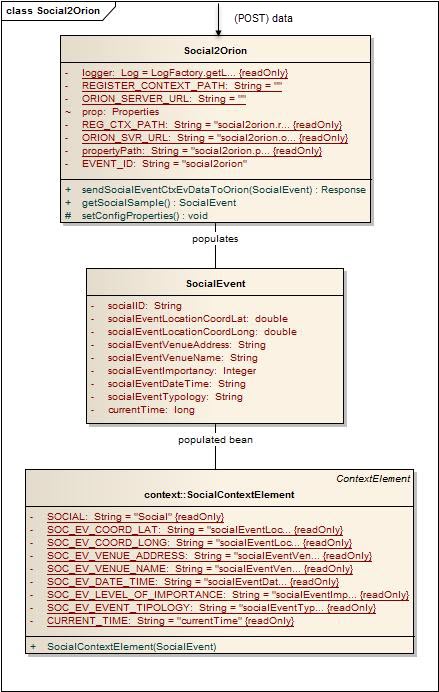 class Social2Orion
(POST) data
Social2Orion
- logger: Log = LogFactory.getL... {readOnly}
- REGISTER_CONTEXT_PATH: String = ""
- ORION_SERVER_URL: String = ""
~ prop: Properties
- REG_CTX_PATH: String = "social2orion.r... {readOnly}
- ORION_SVR_URL: String = "social2orion.o... {readOnly}
- propertyPath: String = "social2orion.p... {readOnly}
- EVENT_ID: String = "social2orion"
+ sendSocialEventCtxEvDataToOrion(SocialEvent) : Response
+ getSocialSample() : SocialEvent
# setConfigProperties() : void
populates
SocialEvent
- socialID: String
- socialEventLocationCoordLat: double
- socialEventLocationCoordLong: double
- socialEventVenueAddress: String
- socialEventVenueName: String
- socialEventImportancy: Integer
- socialEventDateTime: String
- socialEventTypology: String
- currentTime: long
populated bean
ContextElement
context::SocialContextElement
- SOCIAL: String = "Social" {readOnly}
- SOC_EV_COORD_LAT: String = "socialEventLoc... {readOnly}
- SOC_EV_COORD_LONG: String = "socialEventLoc... {readOnly}
- SOC_EV_VENUE_ADDRESS: String = "socialEventVen... {readOnly}
- SOC_EV_VENUE_NAME: String = "socialEventVen... {readOnly}
- SOC_EV_DATE_TIME: String = "socialEventDat... {readOnly}
- SOC_EV_LEVEL_OF_IMPORTANCE: String = "socialEventImp... {readOnly}
- SOC_EV_EVENT_TIPOLOGY: String = "socialEventTyp... {readOnly}
- CURRENT_TIME: String = "currentTime" {readOnly}
+ SocialContextElement(SocialEvent)